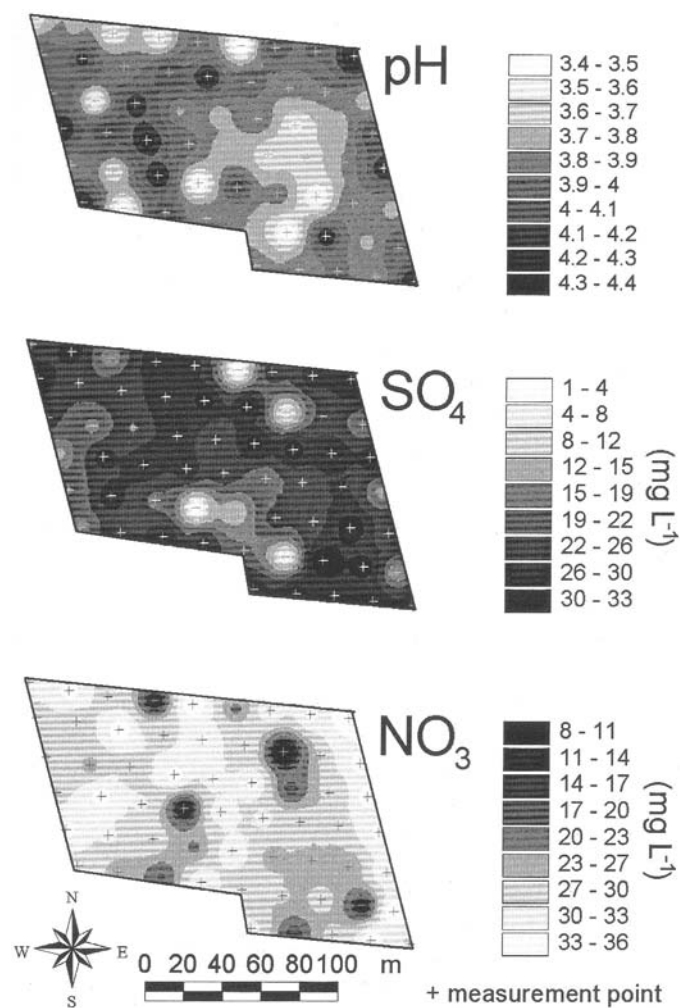 pH
3.4 - 3.5
3.5 - 3.6
3.6 - 3.7
3.7 - 3.8
3.8 - 3.9
3.9 - 4
4 - 4.1
4.1 - 4.2
4.2 - 4.3
4.3 - 4.4
SO₄
1 - 4
4 - 8
8 - 12
12 - 15
15 - 19
19 - 22
22 - 26
26 - 30
30 - 33
(mg L⁻¹)
NO₃
8 - 11
11 - 14
14 - 17
17 - 20
20 - 23
23 - 27
27 - 30
30 - 33
33 - 36
(mg L⁻¹)
N
W E
S
0 20 40 60 80 100 m
+ measurement point